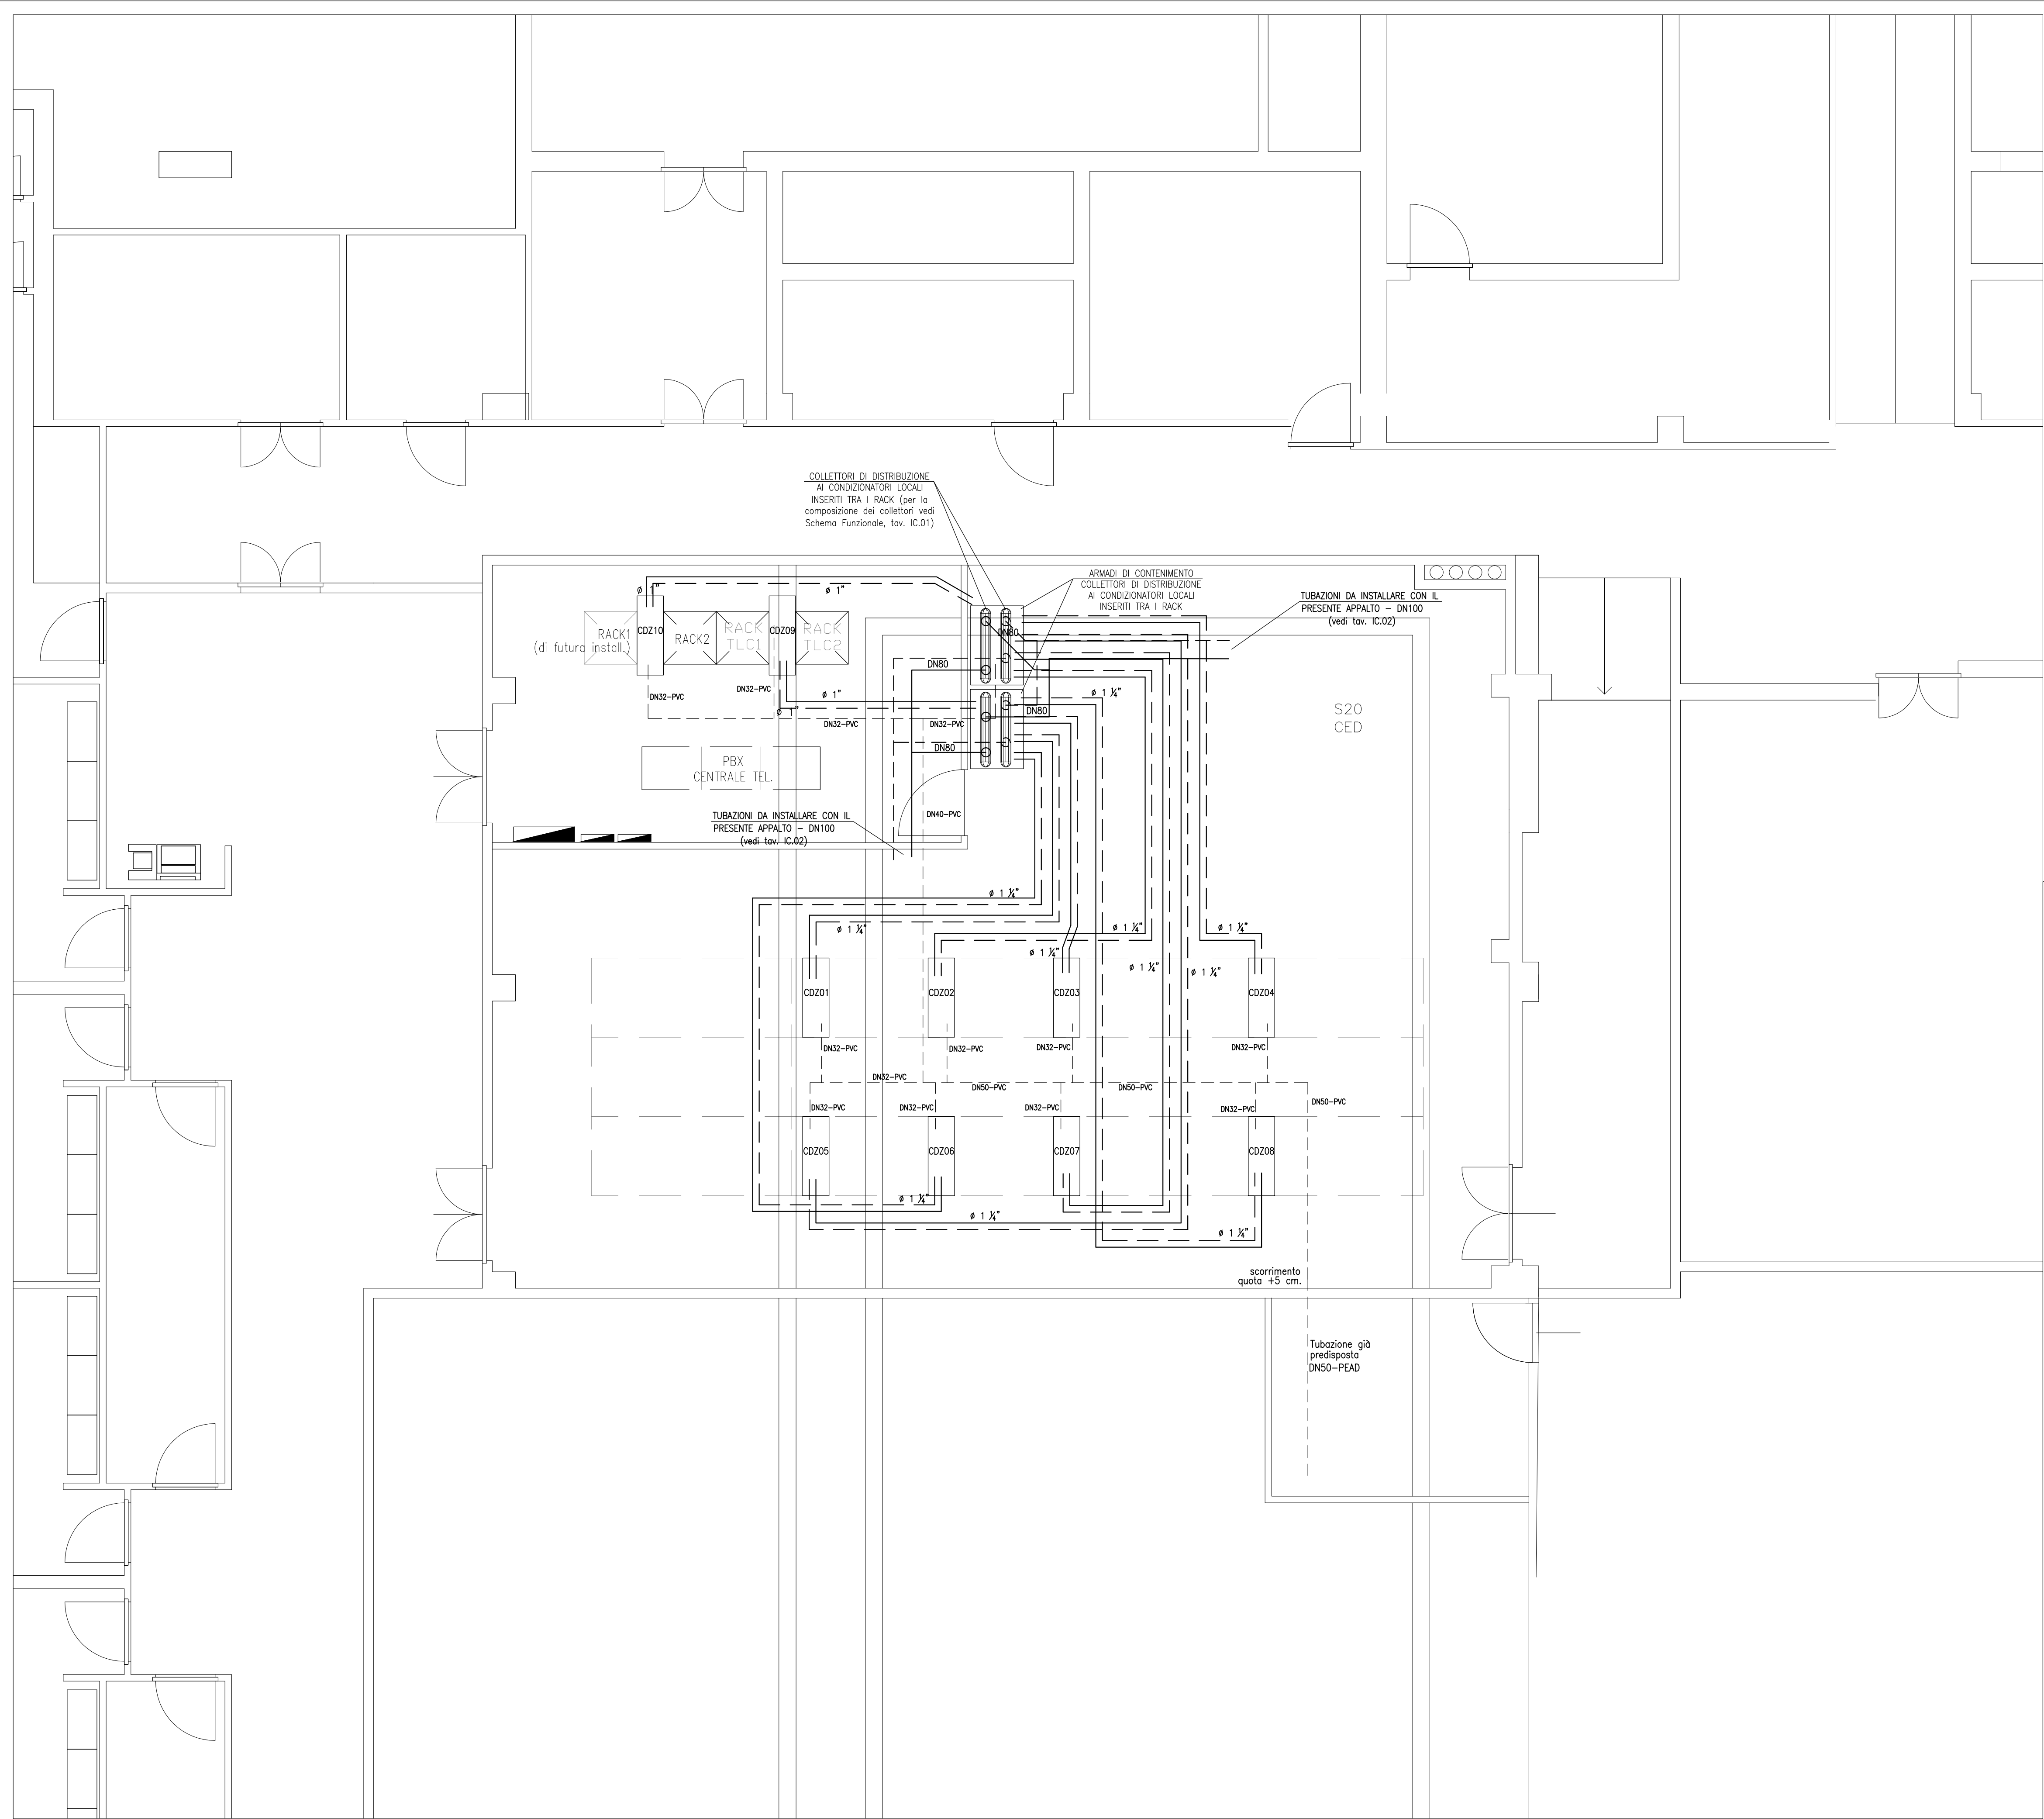 COLLETTORI DI DISTRIBUZIONE
AI CONDIZIONATORI LOCALI
INSERITI TRA I RACK (per la
composizione dei collettori vedi
Schema Funzionale, tav. IC.01)
ARMADI DI CONTENIMENTO
COLLETTORI DI DISTRIBUZIONE
AI CONDIZIONATORI LOCALI
INSERITI TRA I RACK
TUBAZIONI DA INSTALLARE CON IL
PRESENTE APPALTO - DN100
(vedi tav. IC.02)
ø 1"
ø 1"
RACK1
(di futura install.)
CDZ10
RACK2
RACK
TLC1
CDZ09
RACK
TLC2
DN80
DN80
DN32-PVC
DN32-PVC
ø 1"
ø 1"
DN32-PVC
DN32-PVC
ø 1 ¼"
DN80
DN80
S20
CED
PBX
CENTRALE TEL.
TUBAZIONI DA INSTALLARE CON IL
PRESENTE APPALTO - DN100
(vedi tav. IC.02)
DN40-PVC
ø 1 ¼"
ø 1 ¼"
ø 1 ¼"
ø 1 ¼"
ø 1 ¼"
ø 1 ¼"
ø 1 ¼"
CDZ01
CDZ02
CDZ03
CDZ04
DN32-PVC
DN32-PVC
DN32-PVC
DN32-PVC
DN32-PVC
DN50-PVC
DN50-PVC
DN50-PVC
DN32-PVC
DN32-PVC
DN32-PVC
DN32-PVC
CDZ05
CDZ06
CDZ07
CDZ08
ø 1 ¼"
ø 1 ¼"
ø 1 ¼"
scorrimento
quota +5 cm.
Tubazione già
predisposta
DN50-PEAD